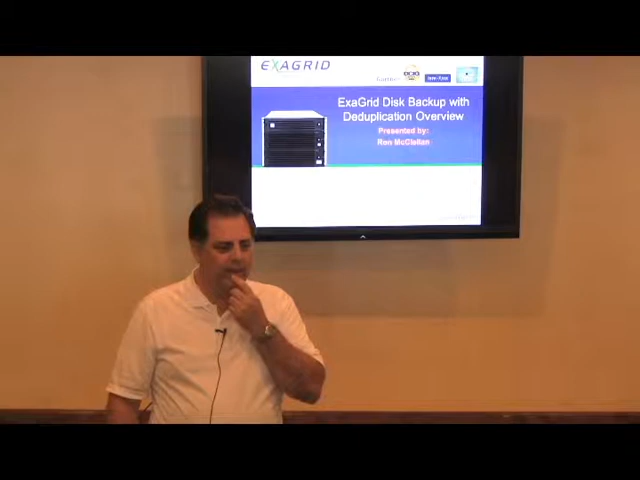 EXAGRID
ExaGrid Disk Backup with
Deduplication Overview
Presented by:
Ron McClellan